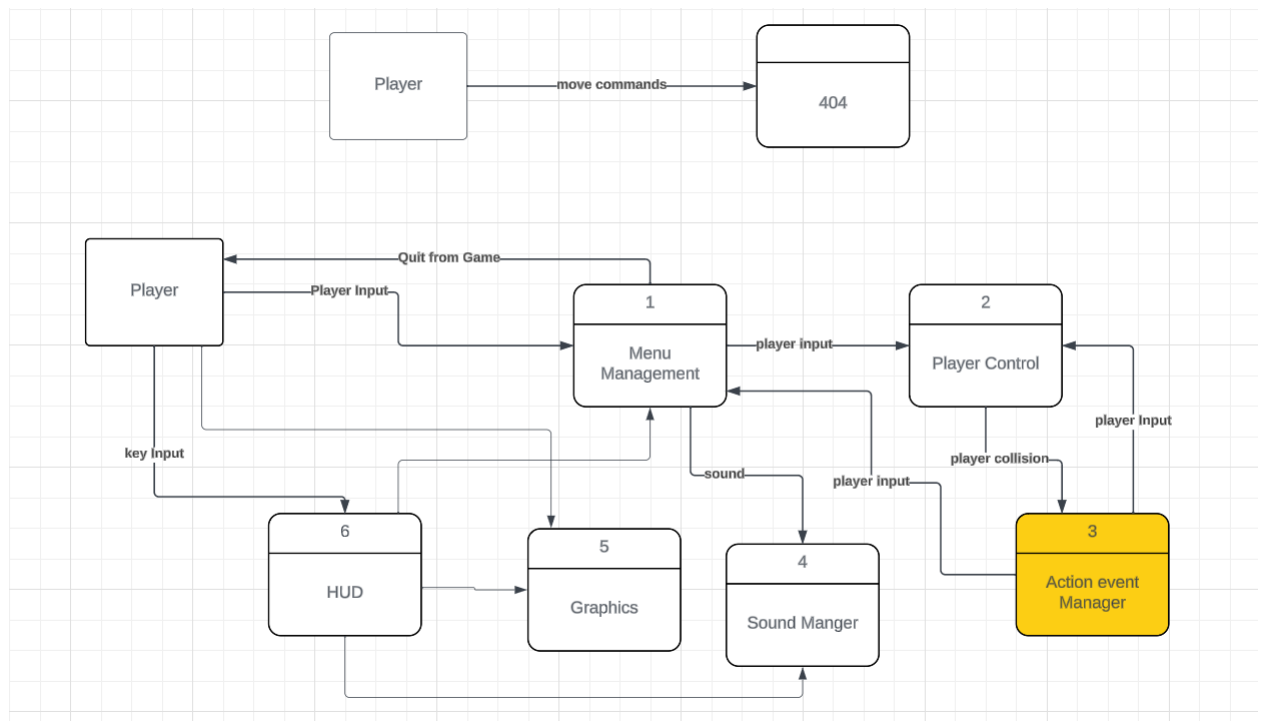 Player
move commands
404
Quit from Game
Player
Player Input
1
Menu
Management
player input
2
Player Control
player Input
key Input
sound
player input
player collision
6
HUD
5
Graphics
4
Sound Manger
3
Action event
Manager